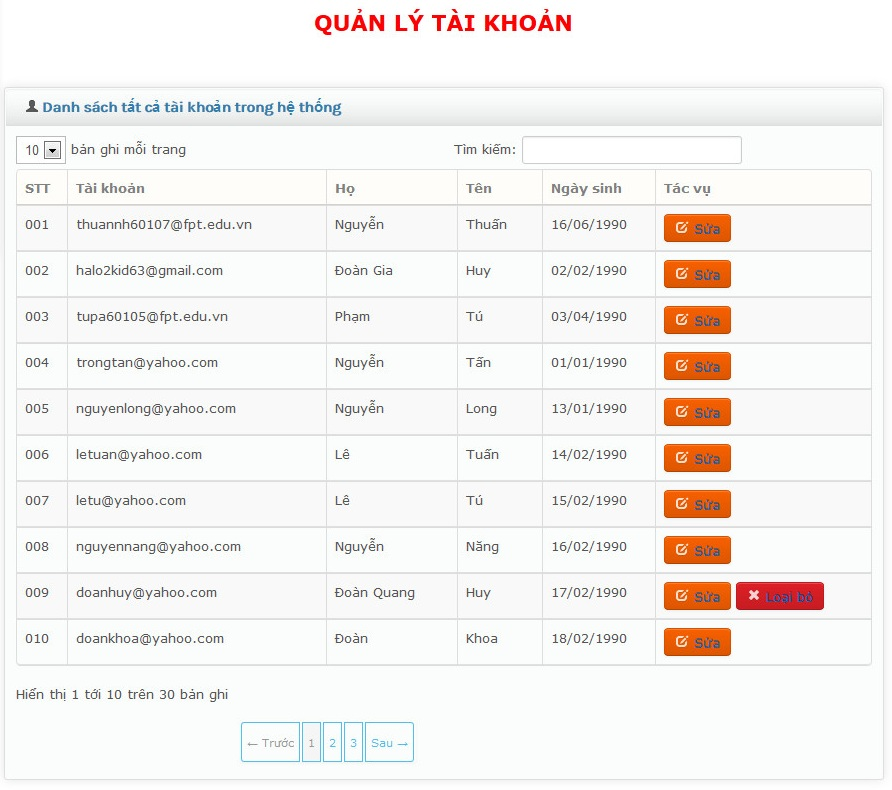 QUẢN LÝ TÀI KHOẢN
Danh sách tất cả tài khoản trong hệ thống
10 bản ghi mỗi trang Tìm kiếm:
STT Tài khoản Họ Tên Ngày sinh Tác vụ
001 thuannh60107@fpt.edu.vn Nguyễn Thuấn 16/06/1990 Sửa
002 halo2kid63@gmail.com Đoàn Gia Huy 02/02/1990 Sửa
003 tupa60105@fpt.edu.vn Phạm Tú 03/04/1990 Sửa
004 trongtan@yahoo.com Nguyễn Tấn 01/01/1990 Sửa
005 nguyenlong@yahoo.com Nguyễn Long 13/01/1990 Sửa
006 letuan@yahoo.com Lê Tuấn 14/02/1990 Sửa
007 letu@yahoo.com Lê Tú 15/02/1990 Sửa
008 nguyennang@yahoo.com Nguyễn Năng 16/02/1990 Sửa
009 doanhuy@yahoo.com Đoàn Quang Huy 17/02/1990 Sửa Loại bỏ
010 doankhoa@yahoo.com Đoàn Khoa 18/02/1990 Sửa
Hiển thị 1 tới 10 trên 30 bản ghi
← Trước 1 2 3 Sau →